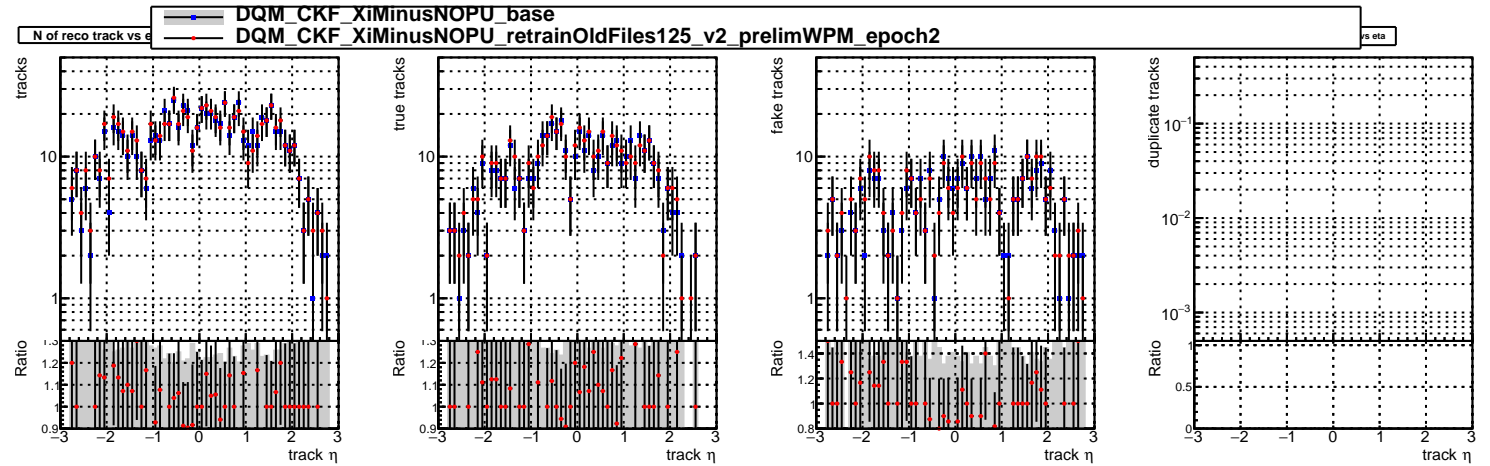 DQM_CKF_XiMinusNOPU_base
DQM_CKF_XiMinusNOPU_retrainOldFiles125_v2_prelimWPM_epoch2
N of reco track vs e
vs eta
tracks
10
1
Ratio
1.3
1.2
1.1
1
0.9
−3 −2 −1 0 1 2 3
track η
true tracks
10
1
Ratio
1.3
1.2
1.1
1
0.9
−3 −2 −1 0 1 2 3
track η
fake tracks
10
1
Ratio
1.4
1.2
1
0.8
−3 −2 −1 0 1 2 3
track η
duplicate tracks
10⁻¹
10⁻²
10⁻³
Ratio
1
0.5
0
−3 −2 −1 0 1 2 3
track η